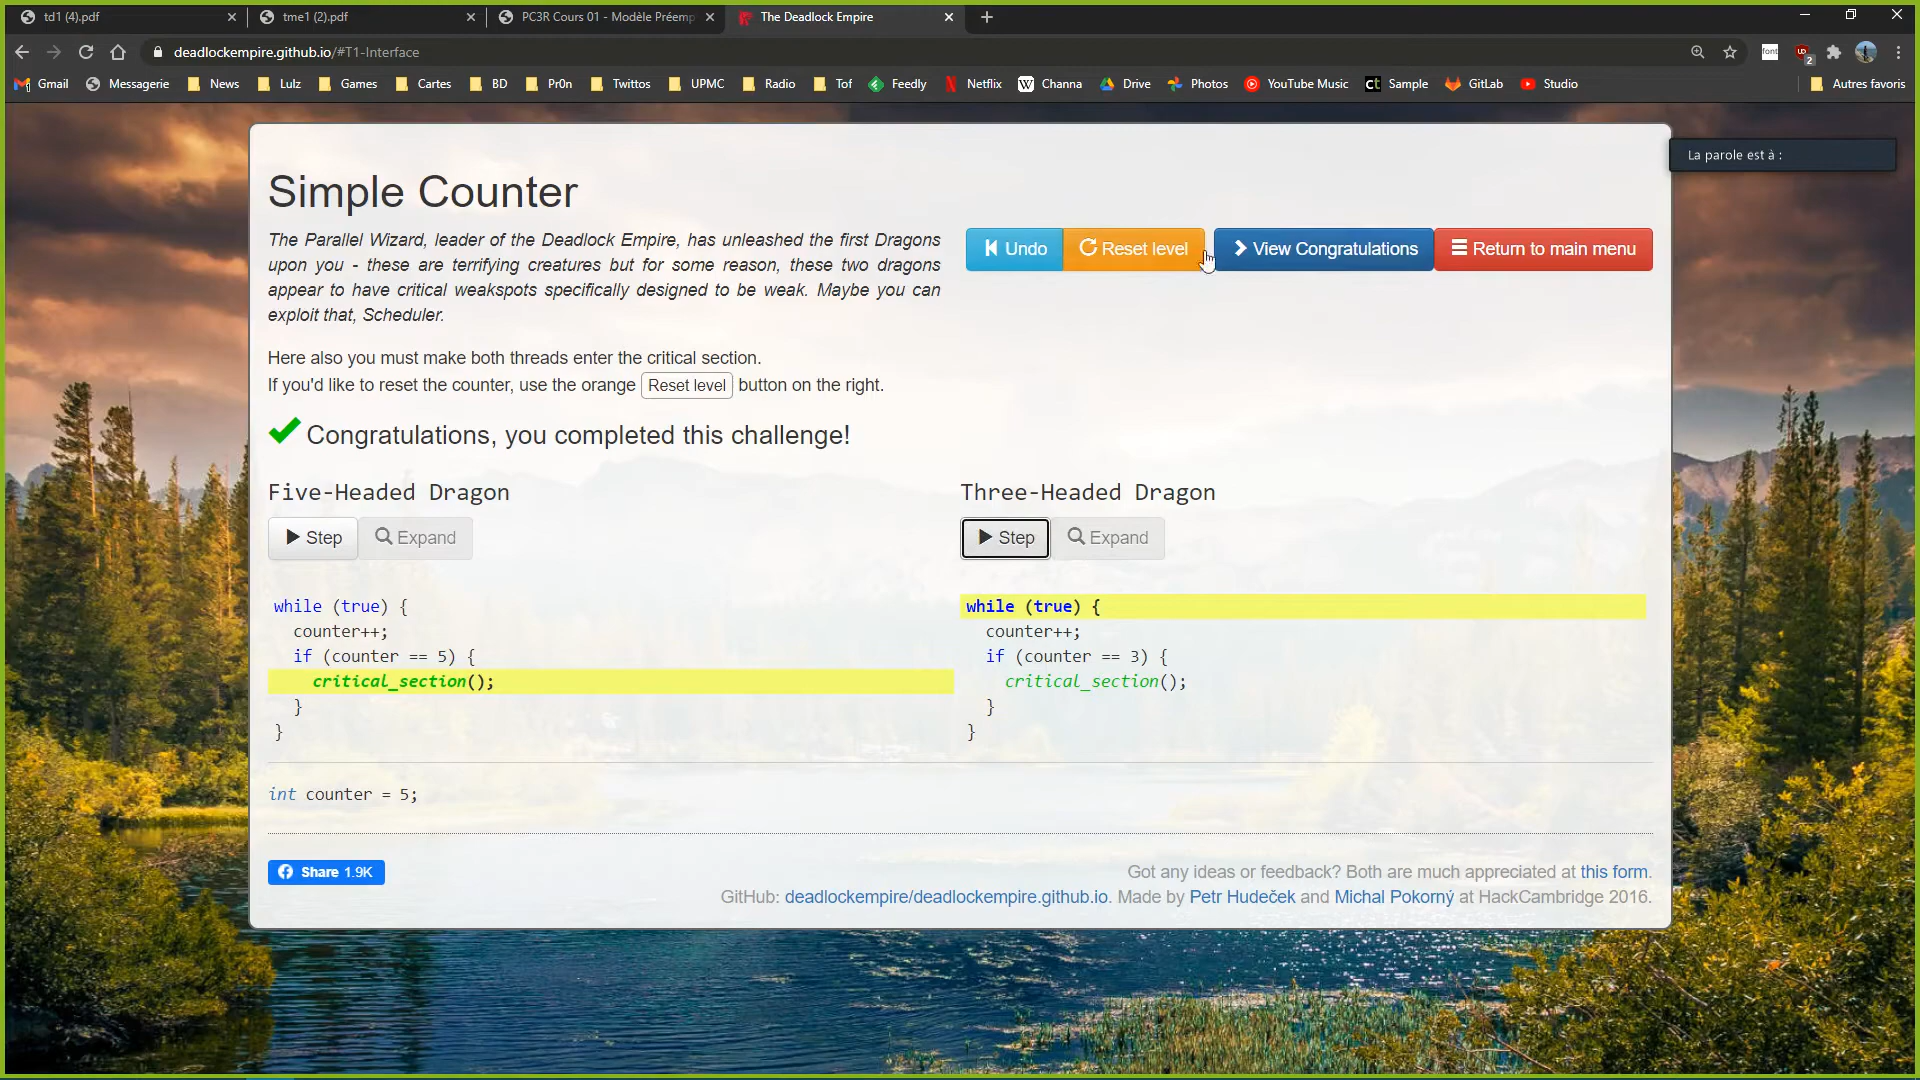 td1 (4).pdf
tme1 (2).pdf
PC3R Cours 01 - Modèle Préemp
The Deadlock Empire
deadlockempire.github.io/#T1-Interface
font
2
Gmail
Messagerie
News
Lulz
Games
Cartes
BD
Pr0n
Twittos
UPMC
Radio
Tof
Feedly
Netflix
Channa
Drive
Photos
YouTube Music
Sample
GitLab
Studio
Autres favoris
La parole est à :
Simple Counter
The Parallel Wizard, leader of the Deadlock Empire, has unleashed the first Dragons
upon you - these are terrifying creatures but for some reason, these two dragons
appear to have critical weakspots specifically designed to be weak. Maybe you can
exploit that, Scheduler.
Undo
Reset level
View Congratulations
Return to main menu
Here also you must make both threads enter the critical section.
If you'd like to reset the counter, use the orange Reset level button on the right.
Congratulations, you completed this challenge!
Five-Headed Dragon
Step
Expand
while (true) {
counter++;
if (counter == 5) {
critical_section();
}
}
Three-Headed Dragon
Step
Expand
while (true) {
counter++;
if (counter == 3) {
critical_section();
}
}
int counter = 5;
Share 1.9K
Got any ideas or feedback? Both are much appreciated at this form.
GitHub: deadlockempire/deadlockempire.github.io. Made by Petr Hudeček and Michal Pokorný at HackCambridge 2016.